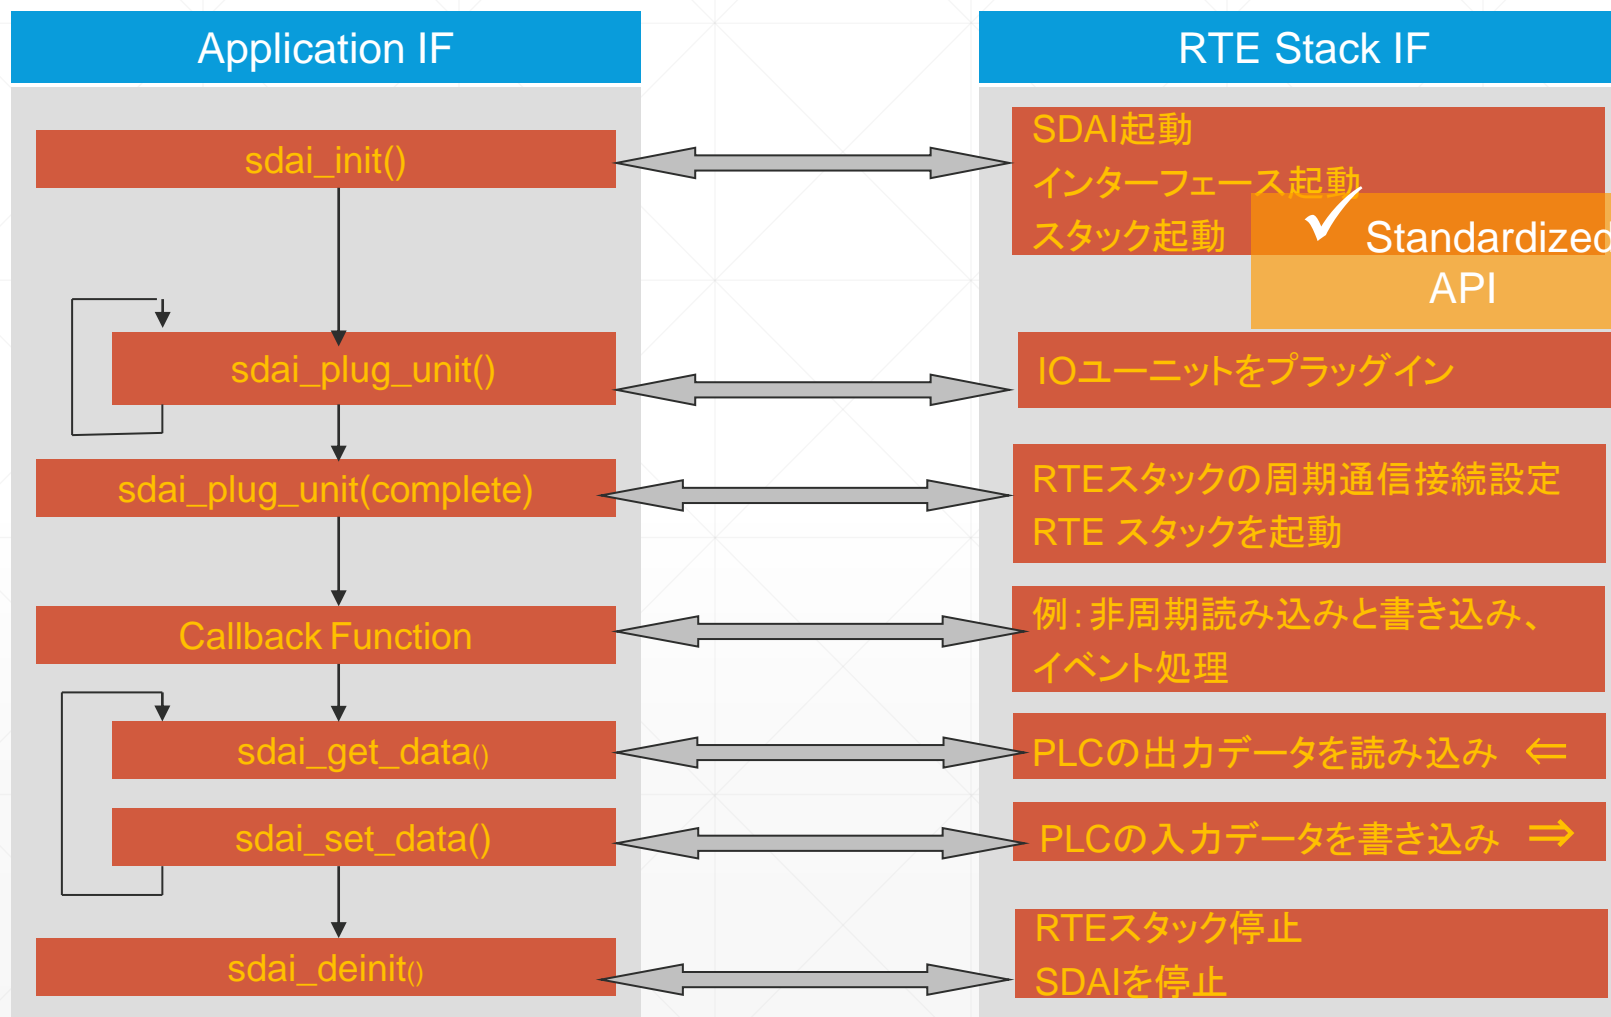 Application IF
RTE Stack IF
sdai_init()
SDAI起動
インターフェース起動
スタック起動
✓ Standardized
API
sdai_plug_unit()
IOユーニットをプラッグイン
sdai_plug_unit(complete)
RTEスタックの周期通信接続設定
RTE スタックを起動
Callback Function
例：非周期読み込みと書き込み、
イベント処理
sdai_get_data()
PLCの出力データを読み込み ⇐
sdai_set_data()
PLCの入力データを書き込み ⇒
sdai_deinit()
RTEスタック停止
SDAIを停止